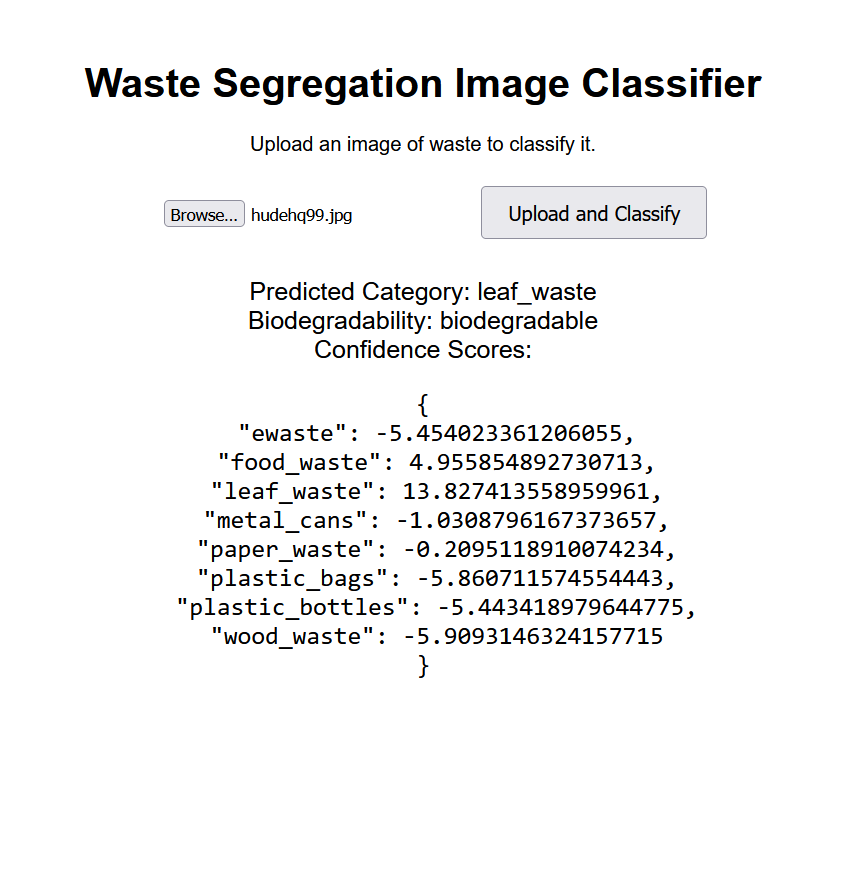 Waste Segregation Image Classifier
Upload an image of waste to classify it.
Browse... hudehq99.jpg Upload and Classify
Predicted Category: leaf_waste
Biodegradability: biodegradable
Confidence Scores:
{
"ewaste": -5.454023361206055,
"food_waste": 4.955854892730713,
"leaf_waste": 13.827413558959961,
"metal_cans": -1.0308796167373657,
"paper_waste": -0.2095118910074234,
"plastic_bags": -5.860711574554443,
"plastic_bottles": -5.443418979644775,
"wood_waste": -5.9093146324157715
}